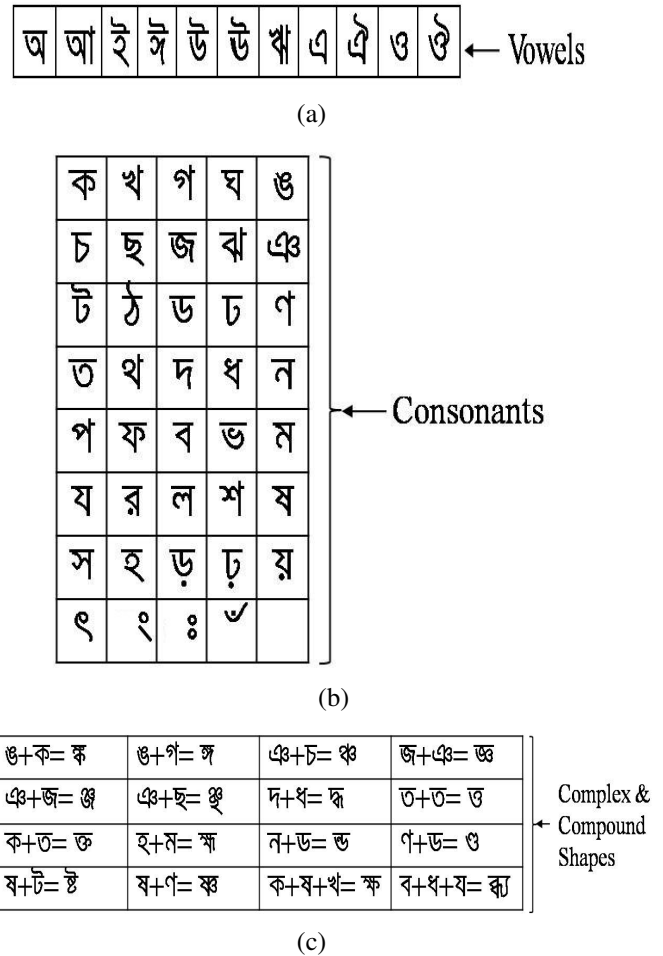 অ আ ই ঈ উ ঊ ঋ এ ঐ ও ঔ ← Vowels
(a)
ক খ গ ঘ ঙ
চ ছ জ ঝ ঞ
ট ঠ ড ঢ ণ
ত থ দ ধ ন
প ফ ব ভ ম
য র ল শ ষ
স হ ড় ঢ় য়
ৎ ং ঃ ঁ
← Consonants
(b)
ঙ+ক= ঙ্ক ঙ+গ= ঙ্গ ঞ+চ= ঞ্চ জ+ঞ= জ্ঞ
ঞ+জ= ঞ্জ ঞ+ছ= ঞ্ছ দ+ধ= দ্ধ ত+ত= ত্ত
ক+ত= ক্ত হ+ম= হ্ম ন+ড= ন্ড ণ+ড= ণ্ড
ষ+ট= ষ্ট ষ+ণ= ষ্ণ ক+ষ+খ= ক্ষ ব+ধ+য= ব্ধ্য
Complex &
← Compound
Shapes
(c)